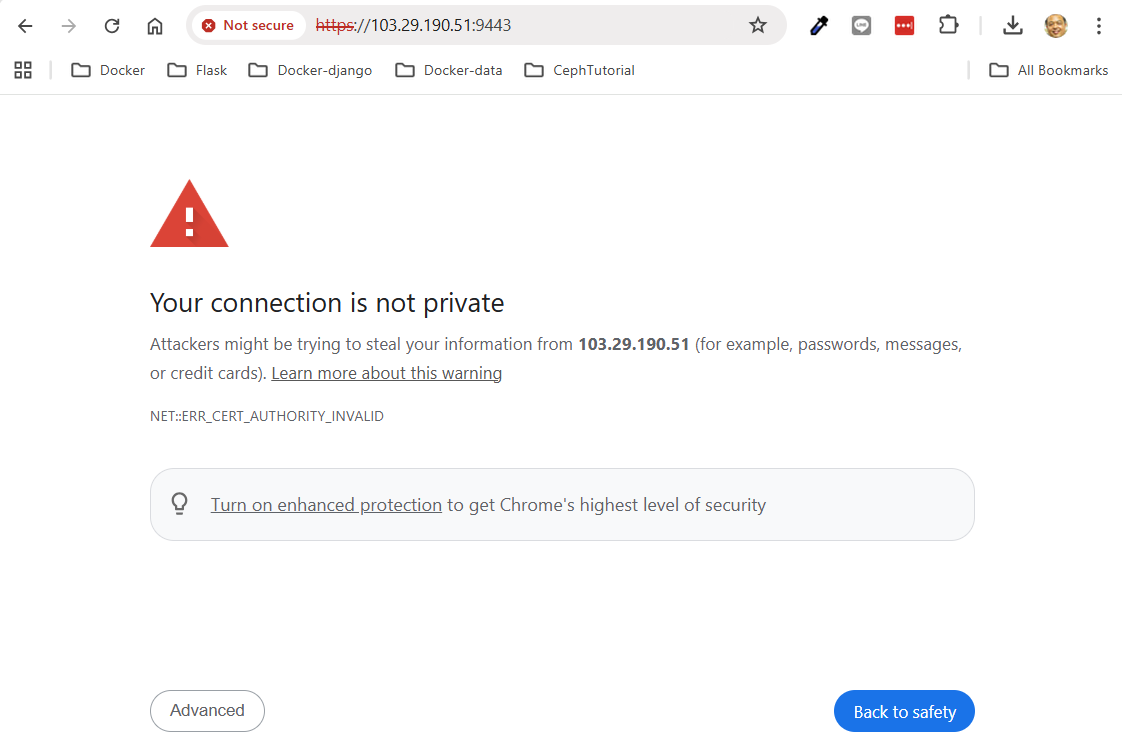 Not secure https://103.29.190.51:9443
Docker Flask Docker-django Docker-data CephTutorial All Bookmarks
Your connection is not private
Attackers might be trying to steal your information from 103.29.190.51 (for example, passwords, messages,
or credit cards). Learn more about this warning
NET::ERR_CERT_AUTHORITY_INVALID
Turn on enhanced protection to get Chrome's highest level of security
Advanced Back to safety